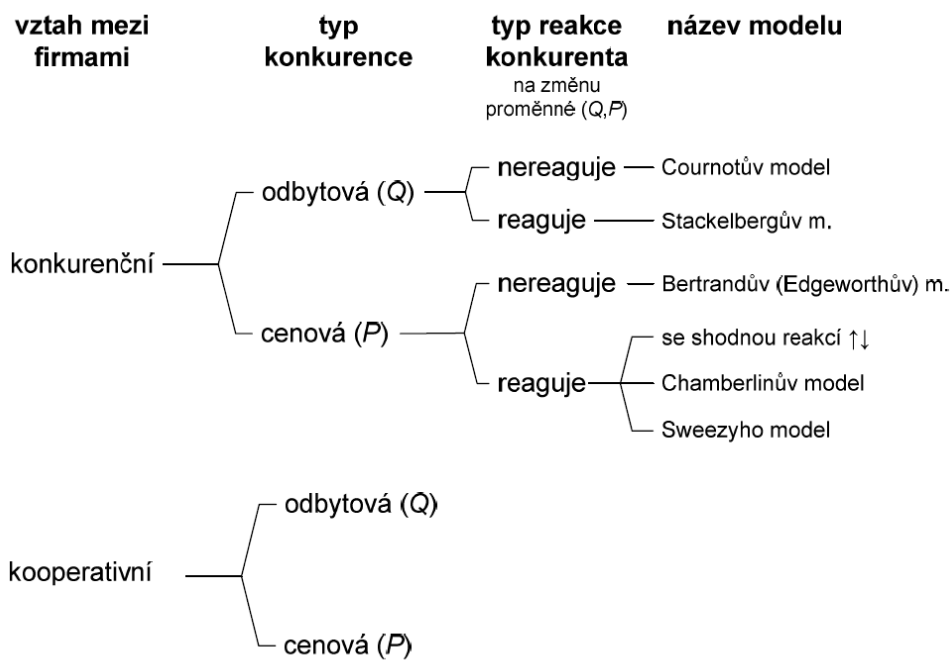 vztah mezi
firmami
typ
konkurence
typ reakce
konkurenta
na změnu
proměnné (Q,P)
název modelu
konkurenční
odbytová (Q)
nereaguje
Cournotův model
reaguje
Stackelbergův m.
cenová (P)
nereaguje
Bertrandův (Edgeworthův) m.
reaguje
se shodnou reakcí ↑↓
Chamberlinův model
Sweezyho model
kooperativní
odbytová (Q)
cenová (P)